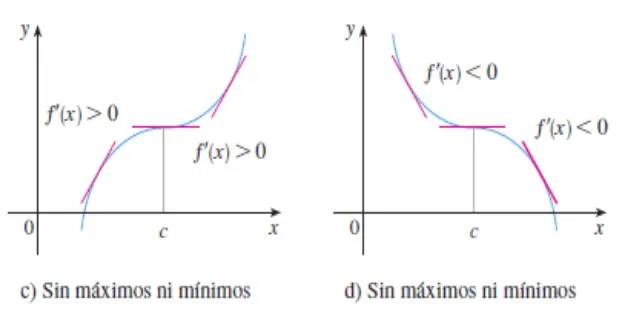 y
f'(x) > 0
f'(x) > 0
0
c
x
c) Sin máximos ni mínimos
y
f'(x) < 0
f'(x) < 0
0
c
x
d) Sin máximos ni mínimos